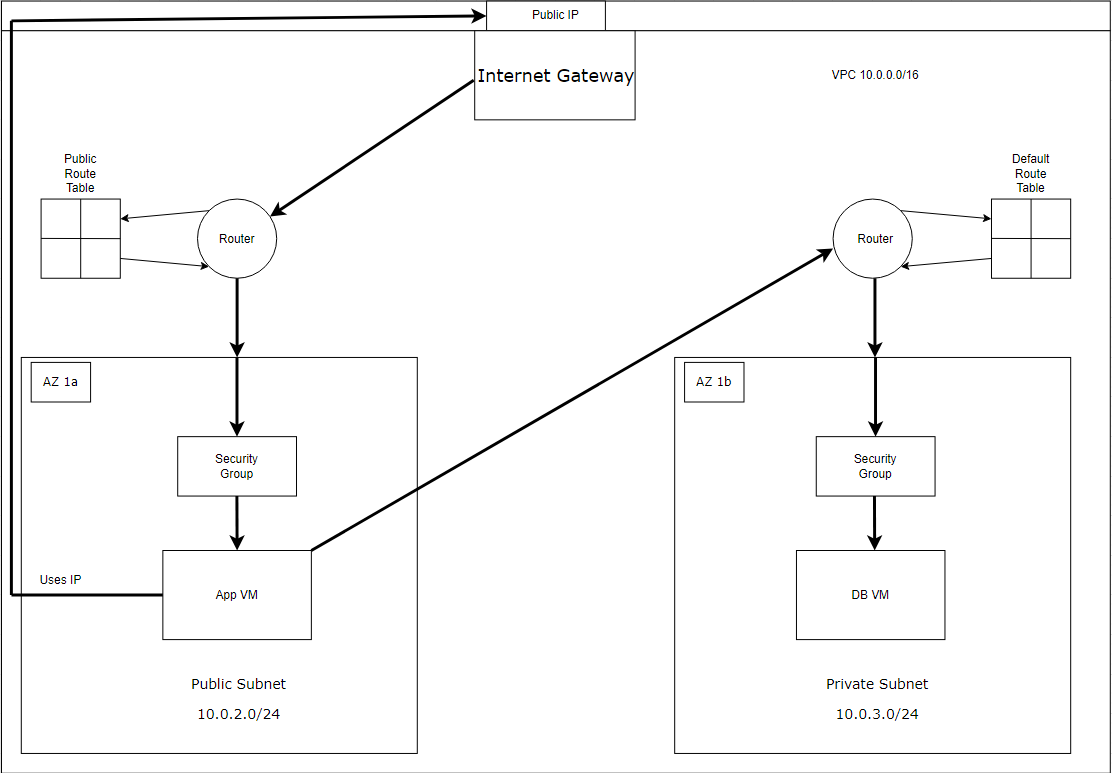 Public IP
Internet Gateway
VPC 10.0.0.0/16
Public
Route
Table
Default
Route
Table
Router
Router
AZ 1a
AZ 1b
Security
Group
Security
Group
Uses IP
App VM
DB VM
Public Subnet
10.0.2.0/24
Private Subnet
10.0.3.0/24